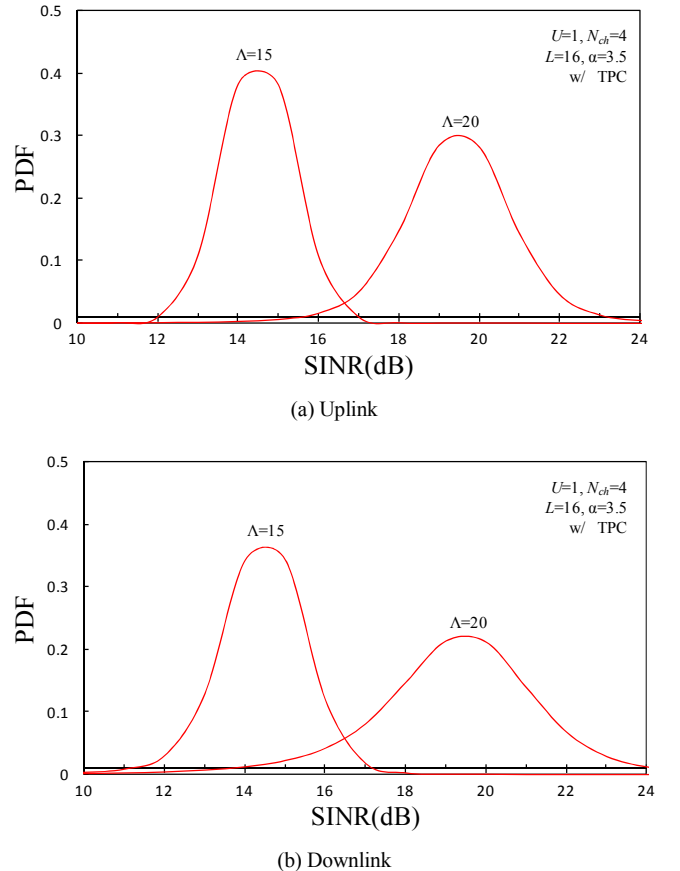 0.5
U=1, Nch=4
L=16, α=3.5
w/ TPC
Λ=15
0.4
Λ=20
0.3
PDF
0.2
0.1
0
10 12 14 16 18 20 22 24
SINR(dB)
(a) Uplink
0.5
U=1, Nch=4
L=16, α=3.5
w/ TPC
0.4
Λ=15
0.3
Λ=20
PDF
0.2
0.1
0
10 12 14 16 18 20 22 24
SINR(dB)
(b) Downlink